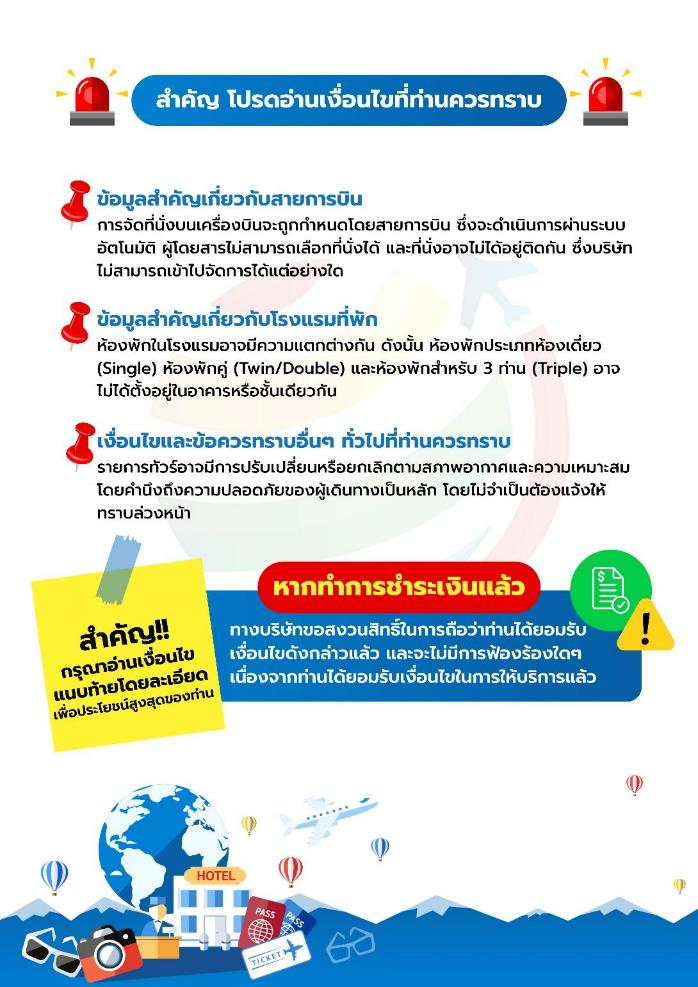 สำคัญ โปรดอ่านเงื่อนไขที่ท่านควรทราบ
ข้อมูลสำคัญเกี่ยวกับสายการบิน
การจัดที่นั่งบนเครื่องบินจะถูกกำหนดโดยสายการบิน ซึ่งจะดำเนินการผ่านระบบ
อัตโนมัติ ผู้โดยสารไม่สามารถเลือกที่นั่งได้ และที่นั่งอาจไม่ได้อยู่ติดกัน ซึ่งบริษัท
ไม่สามารถเข้าไปจัดการได้แต่อย่างใด
ข้อมูลสำคัญเกี่ยวกับโรงแรมที่พัก
ห้องพักในโรงแรมอาจมีความแตกต่างกัน ดังนั้น ห้องพักประเภทห้องเดี่ยว
(Single) ห้องพักคู่ (Twin/Double) และห้องพักสำหรับ 3 ท่าน (Triple) อาจ
ไม่ได้ตั้งอยู่ในอาคารหรือชั้นเดียวกัน
เงื่อนไขและข้อควรทราบอื่นๆ ทั่วไปที่ท่านควรทราบ
รายการทัวร์อาจมีการปรับเปลี่ยนหรือยกเลิกตามสภาพอากาศและความเหมาะสม
โดยคำนึงถึงความปลอดภัยของผู้เดินทางเป็นหลัก โดยไม่จำเป็นต้องแจ้งให้
ทราบล่วงหน้า
หากทำการชำระเงินแล้ว
ทางบริษัทขอสงวนสิทธิ์ในการถือว่าท่านได้ยอมรับ
เงื่อนไขดังกล่าวแล้ว และจะไม่มีการฟ้องร้องใดๆ
เนื่องจากท่านได้ยอมรับเงื่อนไขในการให้บริการแล้ว
สำคัญ!!
กรุณาอ่านเงื่อนไข
แนบท้ายโดยละเอียด
เพื่อประโยชน์สูงสุดของท่าน
HOTEL
PASS
PASS
TICKET